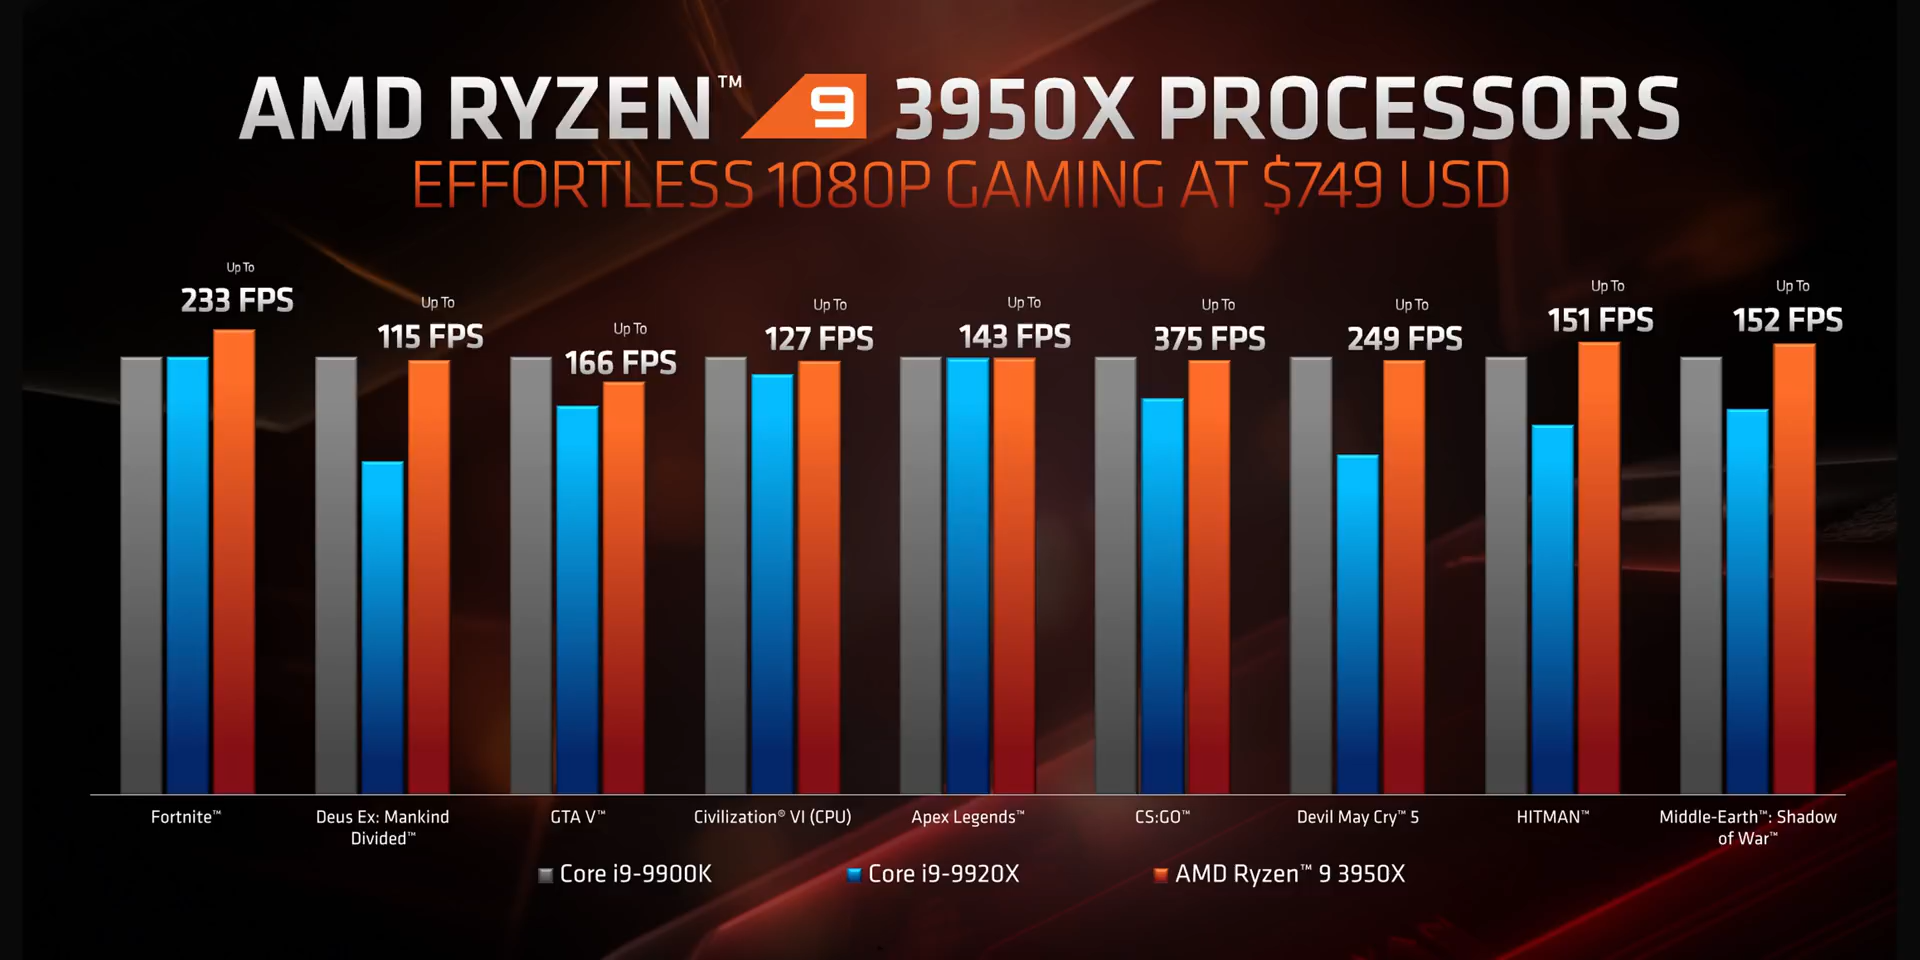 AMD RYZEN™ 9 3950X PROCESSORS
EFFORTLESS 1080P GAMING AT $749 USD
Up To
233 FPS
Up To
115 FPS
Up To
166 FPS
Up To
127 FPS
Up To
143 FPS
Up To
375 FPS
Up To
249 FPS
Up To
151 FPS
Up To
152 FPS
Fortnite™
Deus Ex: Mankind
Divided™
GTA V™
Civilization® VI (CPU)
Apex Legends™
CS:GO™
Devil May Cry™ 5
HITMAN™
Middle-Earth™: Shadow
of War™
Core i9-9900K
Core i9-9920X
AMD Ryzen™ 9 3950X